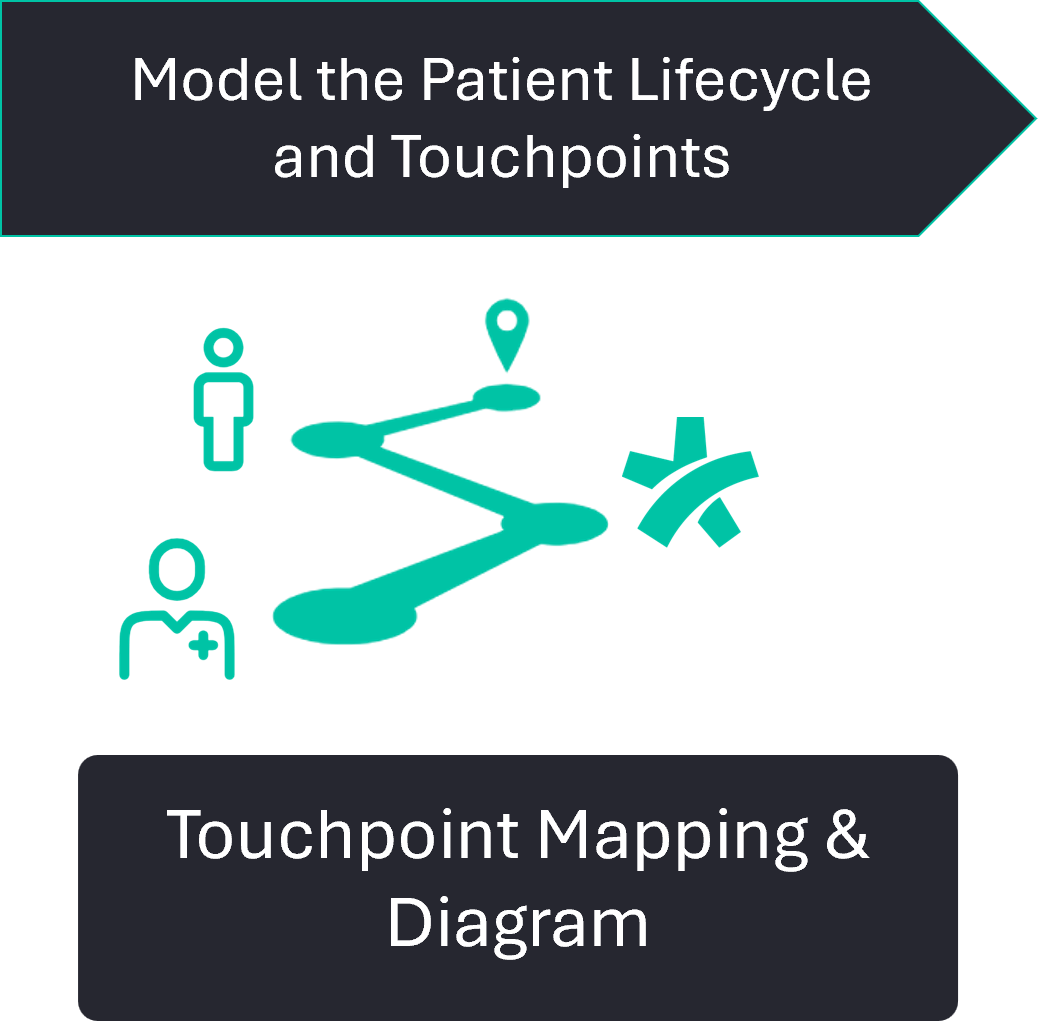 Model the Patient Lifecycle
and Touchpoints
Touchpoint Mapping &
Diagram